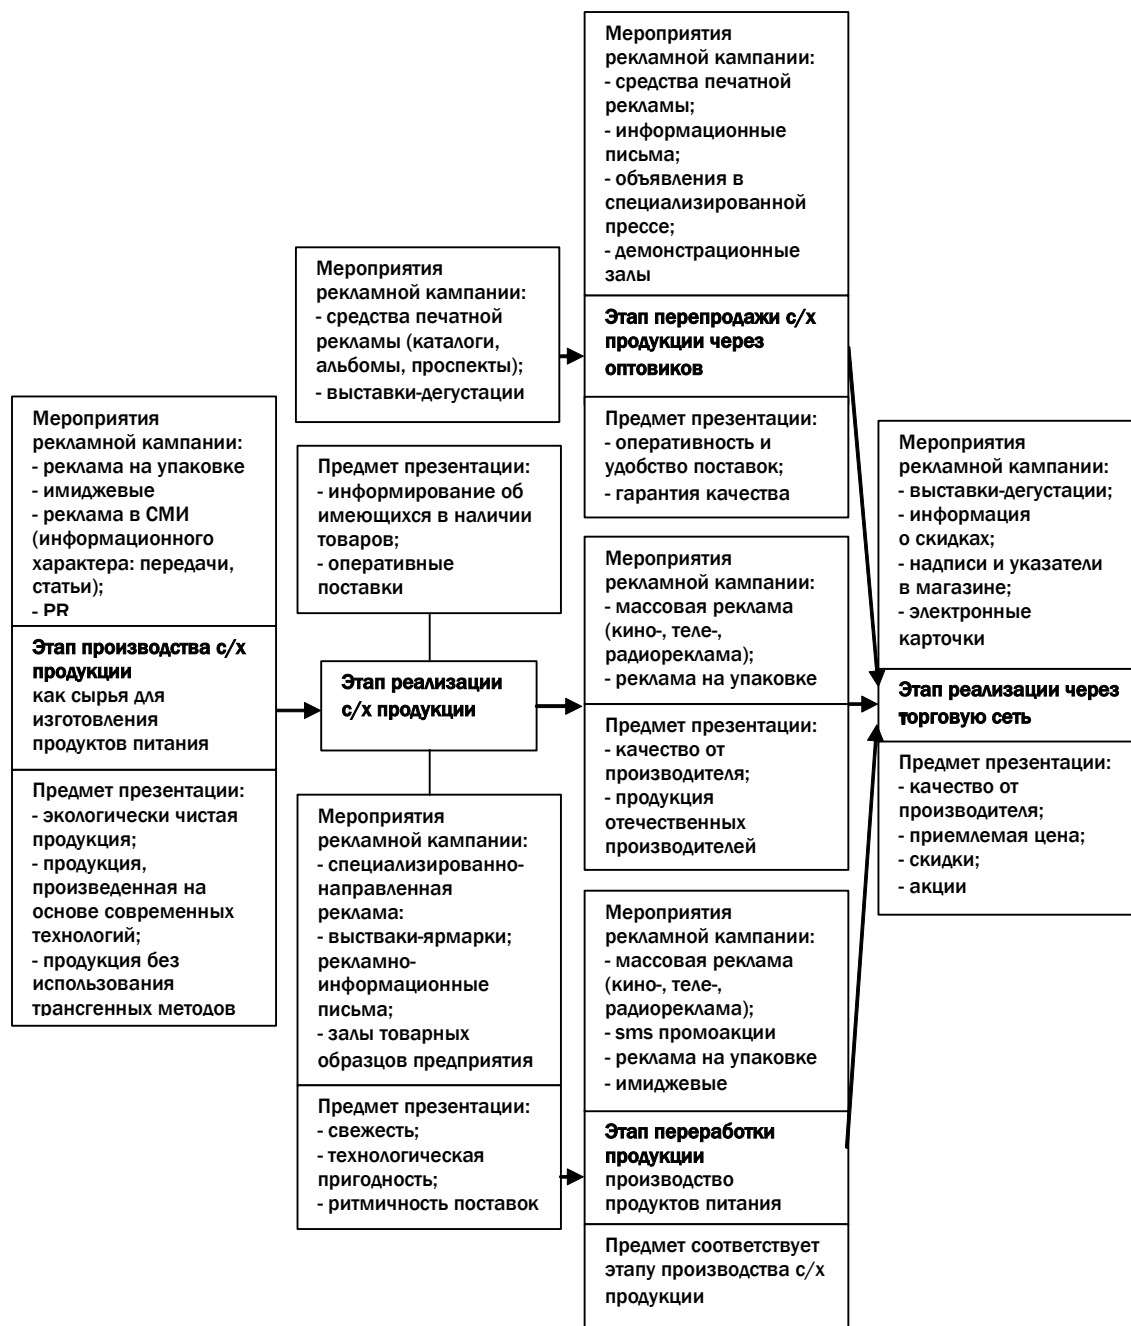 Мероприятия
рекламной кампании:
- реклама на упаковке
- имиджевые
- реклама в СМИ
(информационного
характера: передачи,
статьи);
- PR
Этап производства с/х
продукции
как сырья для
изготовления
продуктов питания
Предмет презентации:
- экологически чистая
продукция;
- продукция,
произведенная на
основе современных
технологий;
- продукция без
использования
трансгенных методов
Мероприятия
рекламной кампании:
- средства печатной
рекламы (каталоги,
альбомы, проспекты);
- выставки-дегустации
Предмет презентации:
- информирование об
имеющихся в наличии
товаров;
- оперативные
поставки
Этап реализации
с/х продукции
Мероприятия
рекламной кампании:
- специализированно-
направленная
реклама:
- выстваки-ярмарки;
рекламно-
информационные
письма;
- залы товарных
образцов предприятия
Предмет презентации:
- свежесть;
- технологическая
пригодность;
- ритмичность поставок
Мероприятия
рекламной кампании:
- средства печатной
рекламы;
- информационные
письма;
- объявления в
специализированной
прессе;
- демонстрационные
залы
Этап перепродажи с/х
продукции через
оптовиков
Предмет презентации:
- оперативность и
удобство поставок;
- гарантия качества
Мероприятия
рекламной кампании:
- массовая реклама
(кино-, теле-,
радиореклама);
- реклама на упаковке
Предмет презентации:
- качество от
производителя;
- продукция
отечественных
производителей
Мероприятия
рекламной кампании:
- массовая реклама
(кино-, теле-,
радиореклама);
- sms промоакции
- реклама на упаковке
- имиджевые
Этап переработки
продукции
производство
продуктов питания
Предмет соответствует
этапу производства с/х
продукции
Мероприятия
рекламной кампании:
- выставки-дегустации;
- информация
о скидках;
- надписи и указатели
в магазине;
- электронные
карточки
Этап реализации через
торговую сеть
Предмет презентации:
- качество от
производителя;
- приемлемая цена;
- скидки;
- акции